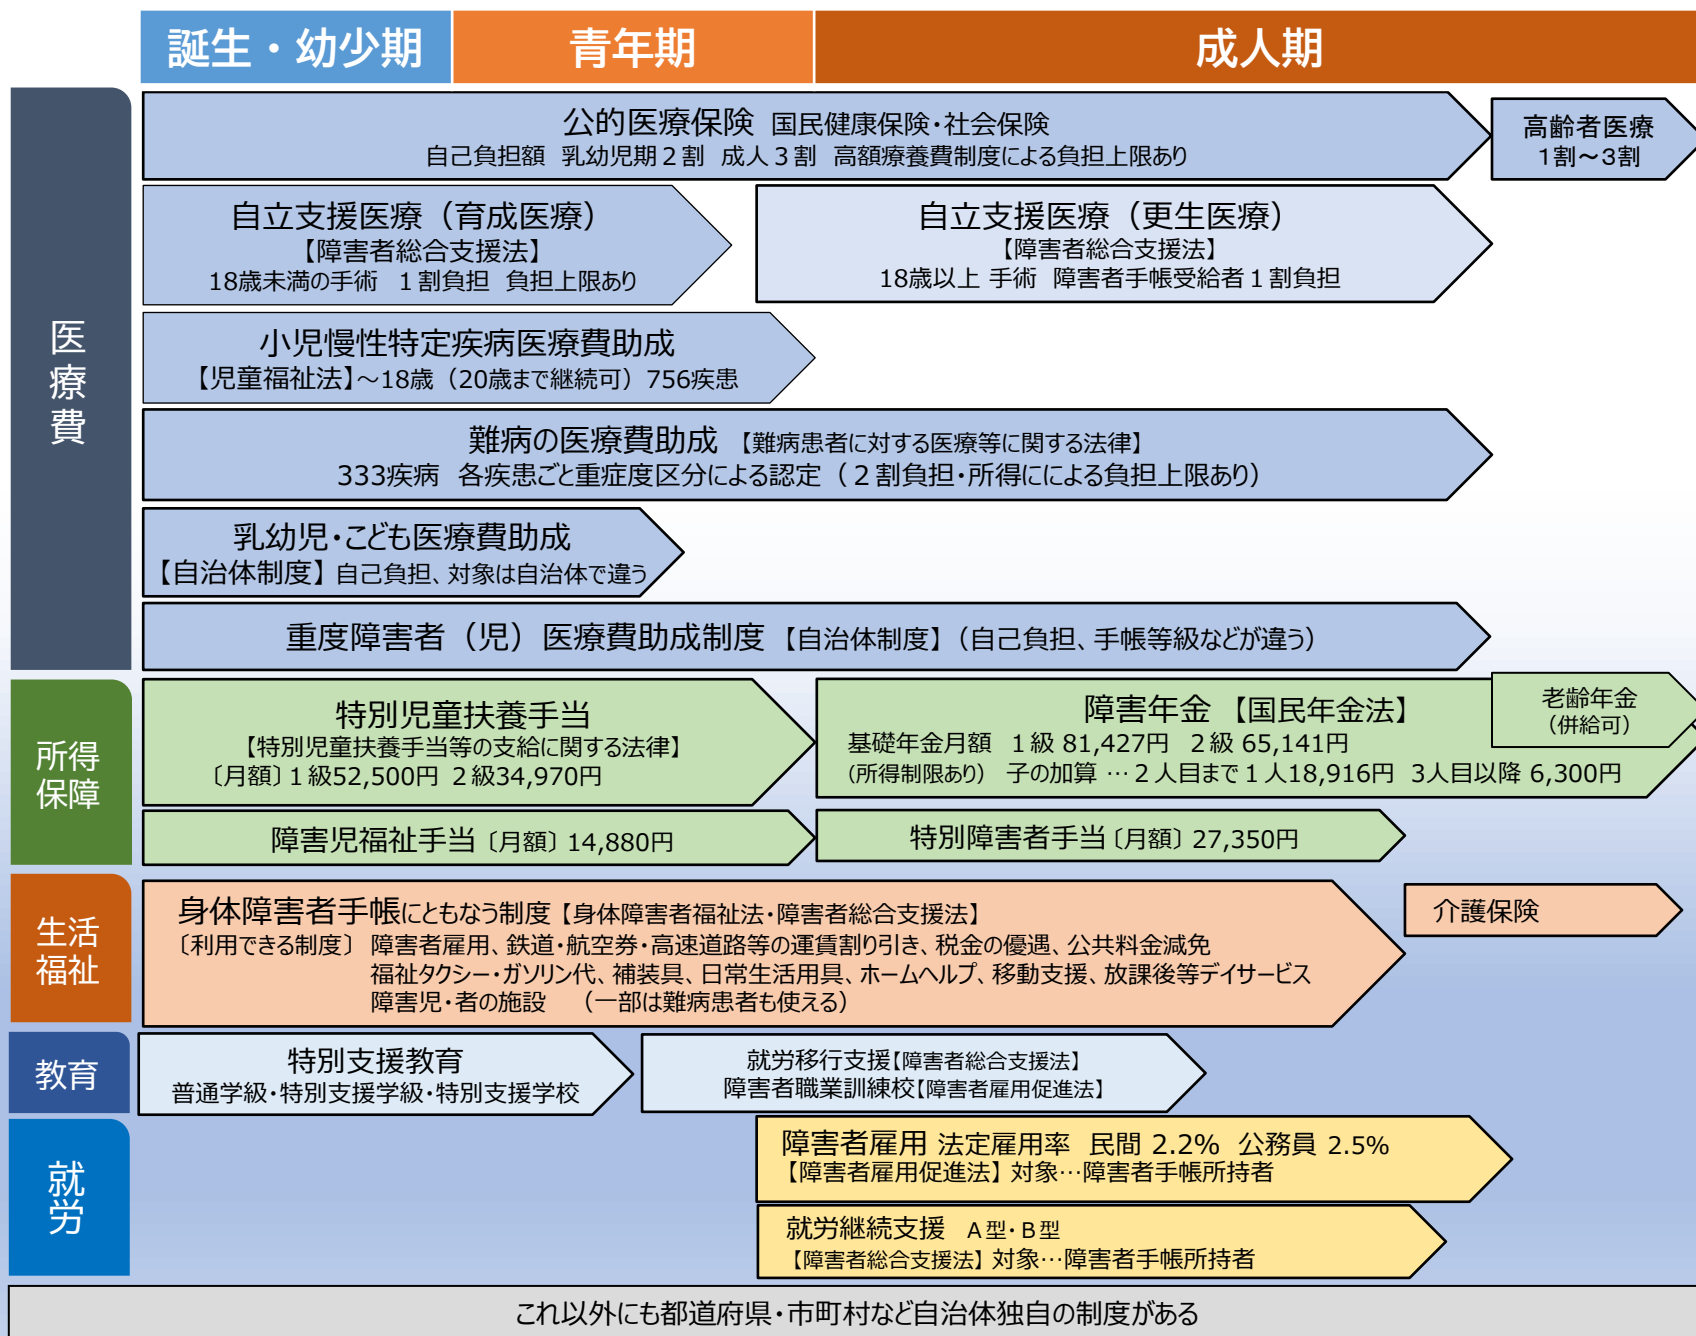 誕生・幼少期
青年期
成人期
医療費
公的医療保険 国民健康保険・社会保険
自己負担額 乳幼児期２割 成人３割 高額療養費制度による負担上限あり
高齢者医療
１割～３割
自立支援医療（育成医療）
【障害者総合支援法】
18歳未満の手術 １割負担 負担上限あり
自立支援医療（更生医療）
【障害者総合支援法】
18歳以上 手術 障害者手帳受給者１割負担
小児慢性特定疾病医療費助成
【児童福祉法】～18歳（20歳まで継続可）756疾患
難病の医療費助成 【難病患者に対する医療等に関する法律】
333疾病 各疾患ごと重症度区分による認定（２割負担・所得にによる負担上限あり）
乳幼児・こども医療費助成
【自治体制度】自己負担、対象は自治体で違う
重度障害者（児）医療費助成制度 【自治体制度】（自己負担、手帳等級などが違う）
所得
保障
特別児童扶養手当
【特別児童扶養手当等の支給に関する法律】
〔月額〕１級52,500円 ２級34,970円
障害年金 【国民年金法】
基礎年金月額 １級 81,427円 ２級 65,141円
（所得制限あり） 子の加算 …２人目まで１人18,916円 3人目以降 6,300円
老齢年金
（併給可）
障害児福祉手当〔月額〕14,880円
特別障害者手当〔月額〕27,350円
生活
福祉
身体障害者手帳にともなう制度【身体障害者福祉法・障害者総合支援法】
〔利用できる制度〕 障害者雇用、鉄道・航空券・高速道路等の運賃割り引き、税金の優遇、公共料金減免
福祉タクシー・ガソリン代、補装具、日常生活用具、ホームヘルプ、移動支援、放課後等デイサービス
障害児・者の施設 （一部は難病患者も使える）
介護保険
教育
特別支援教育
普通学級・特別支援学級・特別支援学校
就労移行支援【障害者総合支援法】
障害者職業訓練校【障害者雇用促進法】
就労
障害者雇用 法定雇用率 民間 2.2% 公務員 2.5%
【障害者雇用促進法】対象…障害者手帳所持者
就労継続支援 A型・B型
【障害者総合支援法】対象…障害者手帳所持者
これ以外にも都道府県・市町村など自治体独自の制度がある